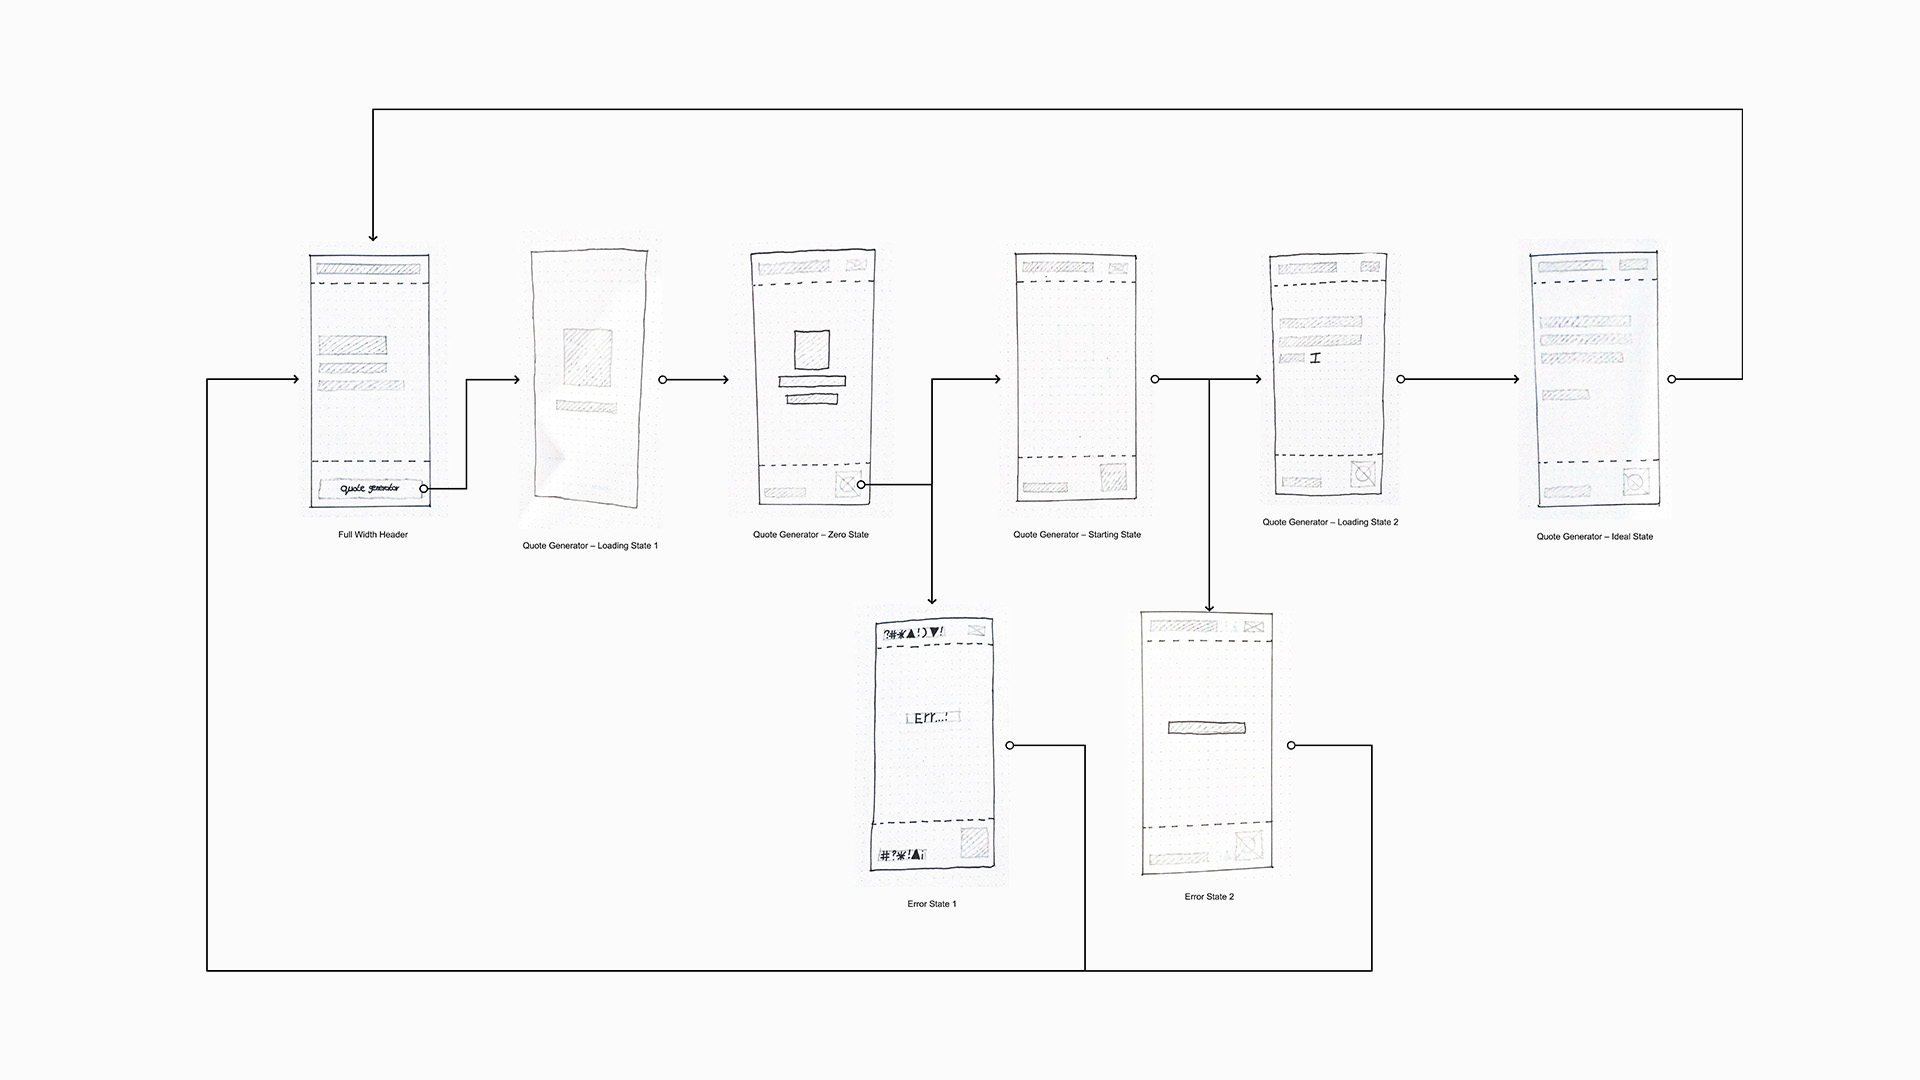 quote generator
Full Width Header
Quote Generator – Loading State 1
Quote Generator – Zero State
Quote Generator – Starting State
I
Quote Generator – Loading State 2
Quote Generator – Ideal State
?#*▲!)▼!
Err...!
#?*!▲i
Error State 1
Error State 2